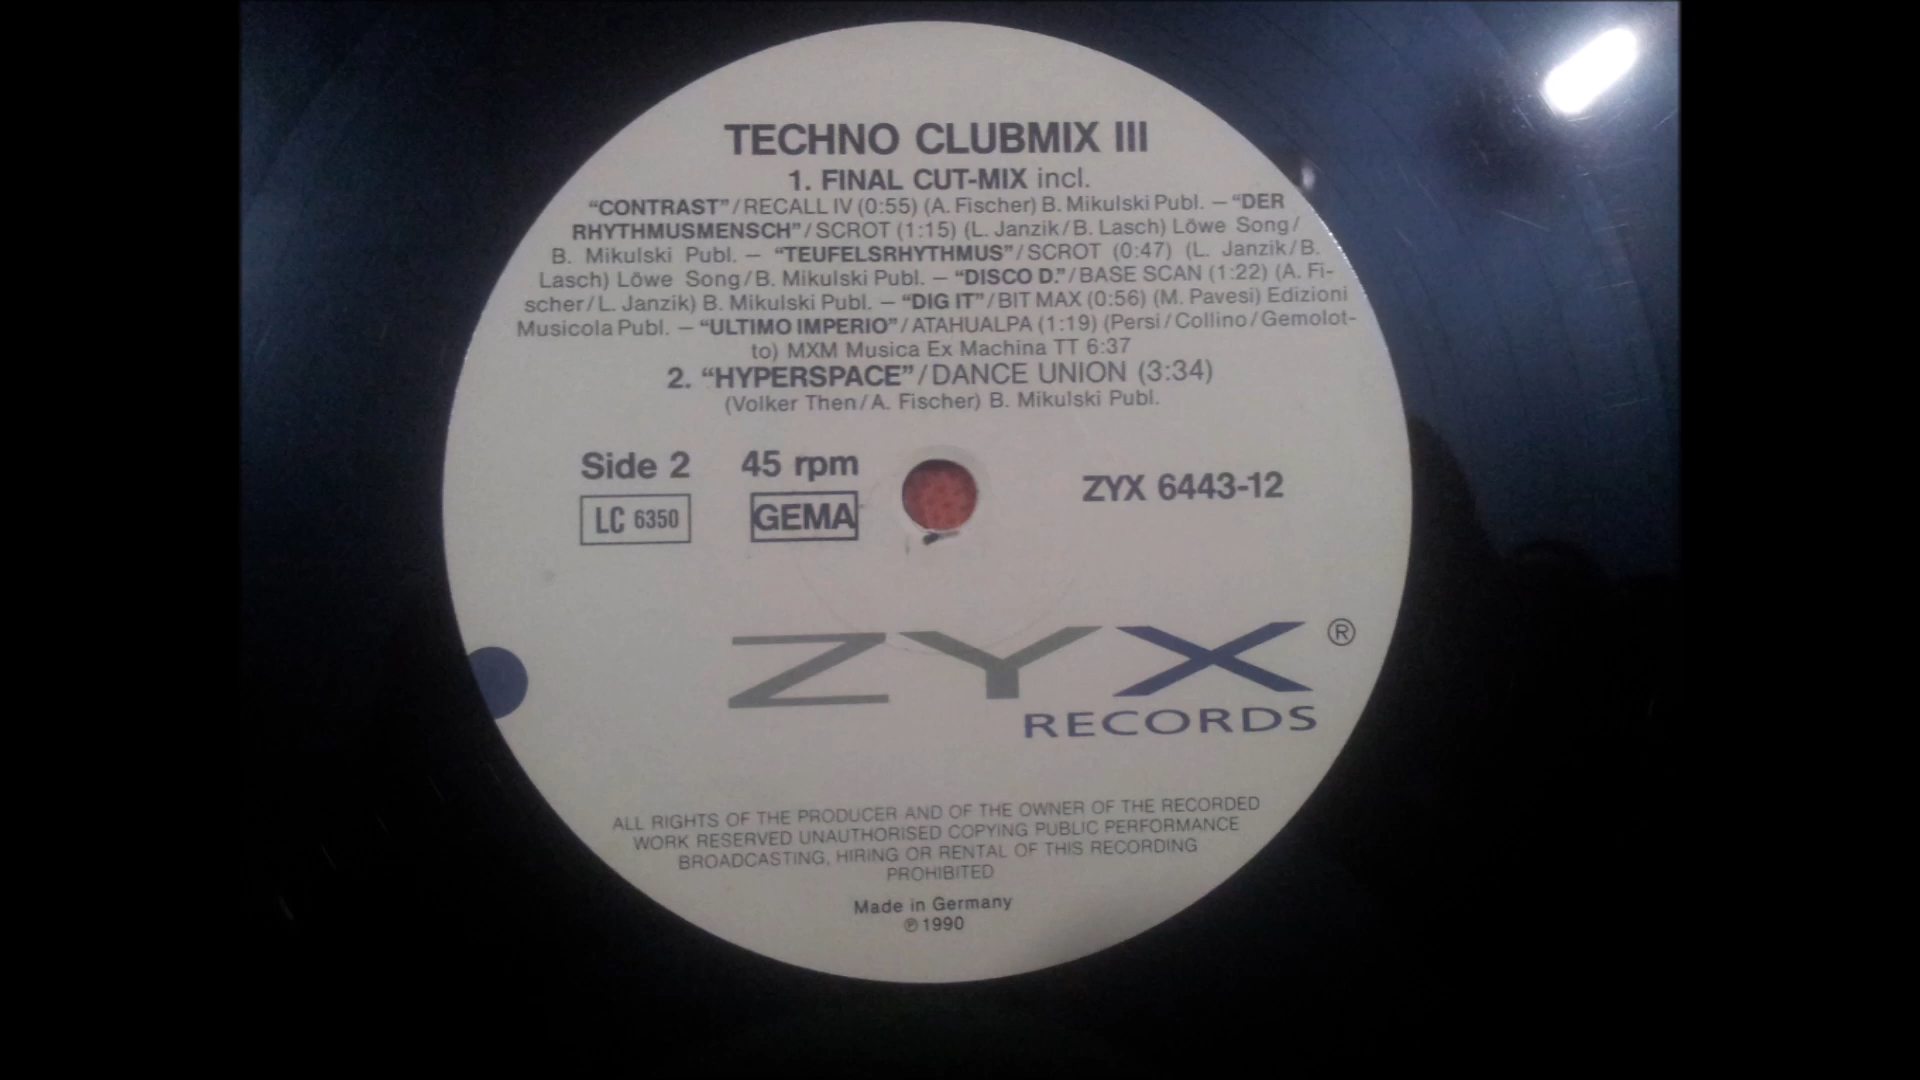 TECHNO CLUBMIX III
1. FINAL CUT-MIX incl.
“CONTRAST”/RECALL IV (0:55) (A. Fischer) B. Mikulski Publ. — “DER
RHYTHMUSMENSCH”/SCROT (1:15) (L. Janzik/B. Lasch) Löwe Song/
B. Mikulski Publ. — “TEUFELSRHYTHMUS”/SCROT (0:47) (L. Janzik/B.
Lasch) Löwe Song/B. Mikulski Publ. — “DISCO D.”/BASE SCAN (1:22) (A. Fi-
scher/L. Janzik) B. Mikulski Publ. — “DIG IT”/BIT MAX (0:56) (M. Pavesi) Edizioni
Musicola Publ. — “ULTIMO IMPERIO”/ATAHUALPA (1:19) (Persi/Collino/Gemolot-
to) MXM Musica Ex Machina TT 6:37
2. “HYPERSPACE”/DANCE UNION (3:34)
(Volker Then/A. Fischer) B. Mikulski Publ.
Side 2 45 rpm
LC 6350 GEMA
ZYX 6443-12
ZYX ®
RECORDS
ALL RIGHTS OF THE PRODUCER AND OF THE OWNER OF THE RECORDED
WORK RESERVED UNAUTHORISED COPYING PUBLIC PERFORMANCE
BROADCASTING, HIRING OR RENTAL OF THIS RECORDING
PROHIBITED
Made in Germany
℗ 1990